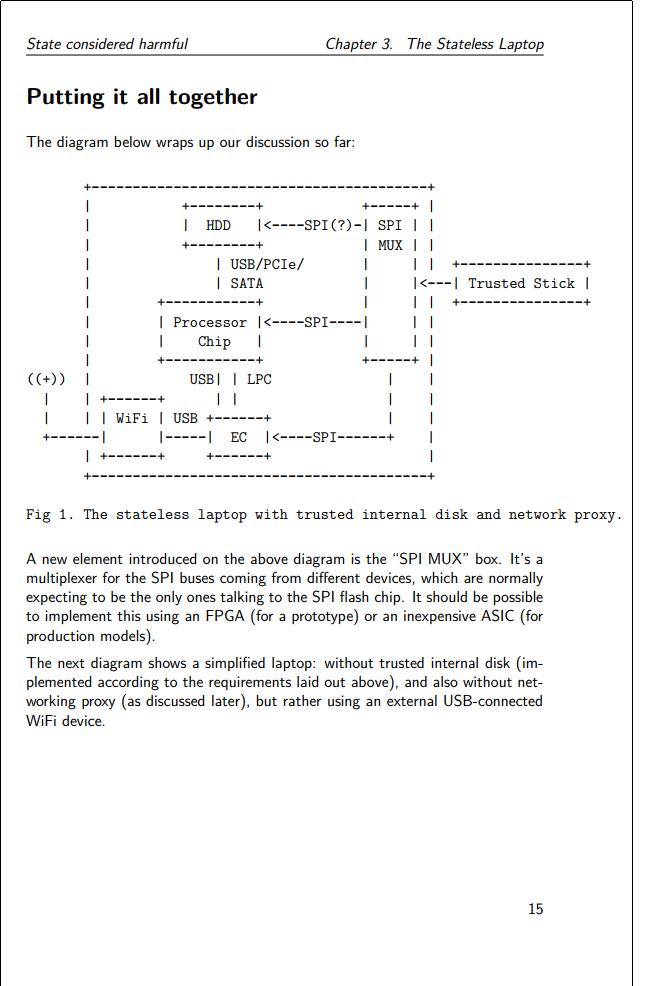 State considered harmful Chapter 3. The Stateless Laptop
Putting it all together
The diagram below wraps up our discussion so far:
+-----------------------------------------+
|           +--------+            +-----+ |
|           |  HDD   |<----SPI(?)-| SPI | |
|           +--------+            | MUX | |
|               | USB/PCIe/       |     | |  +---------------+
|               | SATA            |     |<---| Trusted Stick |
|        +-----------+            |     | |  +---------------+
|        | Processor |<----SPI----|     | |
|        |    Chip   |            |     | |
|        +-----------+            +-----+ |
((+))  |            USB| | LPC              |    |
|    | +------+      | |                  |    |
|    | | WiFi | USB +------+              |    |
+------|      |-----|  EC  |<----SPI------+    |
| +------+     +------+                   |
+-----------------------------------------+
Fig 1. The stateless laptop with trusted internal disk and network proxy.
A new element introduced on the above diagram is the “SPI MUX” box. It’s a
multiplexer for the SPI buses coming from different devices, which are normally
expecting to be the only ones talking to the SPI flash chip. It should be possible
to implement this using an FPGA (for a prototype) or an inexpensive ASIC (for
production models).
The next diagram shows a simplified laptop: without trusted internal disk (im-
plemented according to the requirements laid out above), and also without net-
working proxy (as discussed later), but rather using an external USB-connected
WiFi device.
15